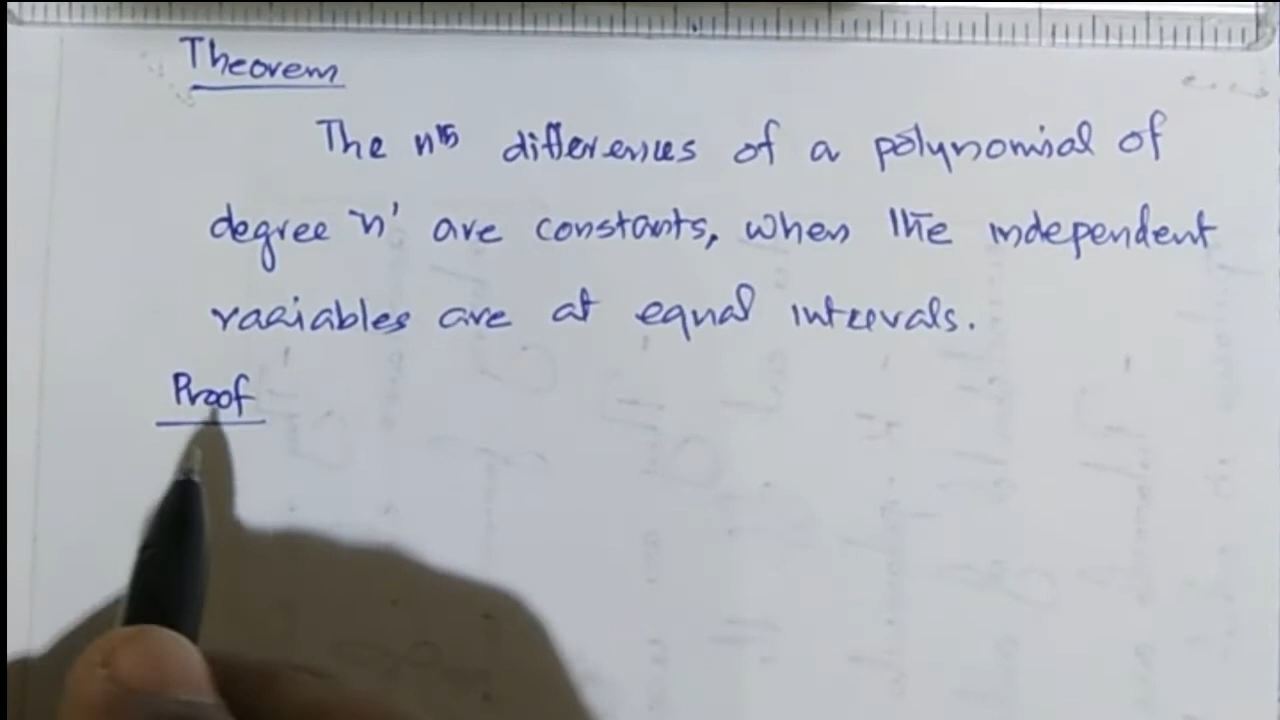 Theorem
The nth differences of a polynomial of
degree 'n' are constants, when the independent
variables are at equal intervals.
Proof